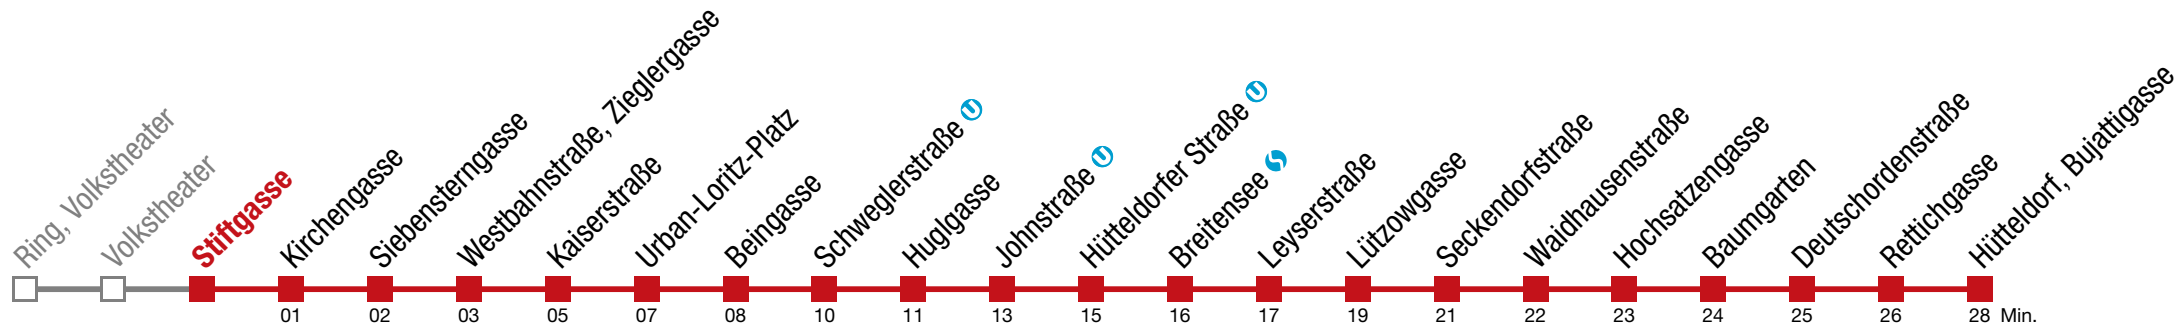 Ring, Volkstheater
Volkstheater
Stiftgasse
Kirchengasse
Siebensterngasse
Westbahnstraße, Zieglergasse
Kaiserstraße
Urban-Loritz-Platz
Beingasse
Schweglerstraße U
Huglgasse
Johnstraße U
Hütteldorfer Straße U
Breitensee S
Leyserstraße
Lützowgasse
Seckendorfstraße
Waidhausenstraße
Hochsatzengasse
Baumgarten
Deutschordenstraße
Rettichgasse
Hütteldorf, Bujattigasse
01 02 03 05 07 08 10 11 13 15 16 17 19 21 22 23 24 25 26 28 Min.